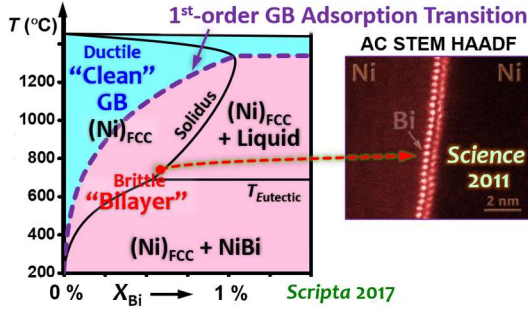 1st-order GB Adsorption Transition
T (°C)
AC STEM HAADF
Ductile
"Clean"
GB
(Ni)FCC
Solidus
(Ni)FCC
+ Liquid
Brittle
"Bilayer"
TEutectic
(Ni)FCC + NiBi
1400
1200
1000
800
600
400
200
0 %
XBi
1 %
Scripta 2017
Ni
Ni
Bi
Science
2011
2 nm